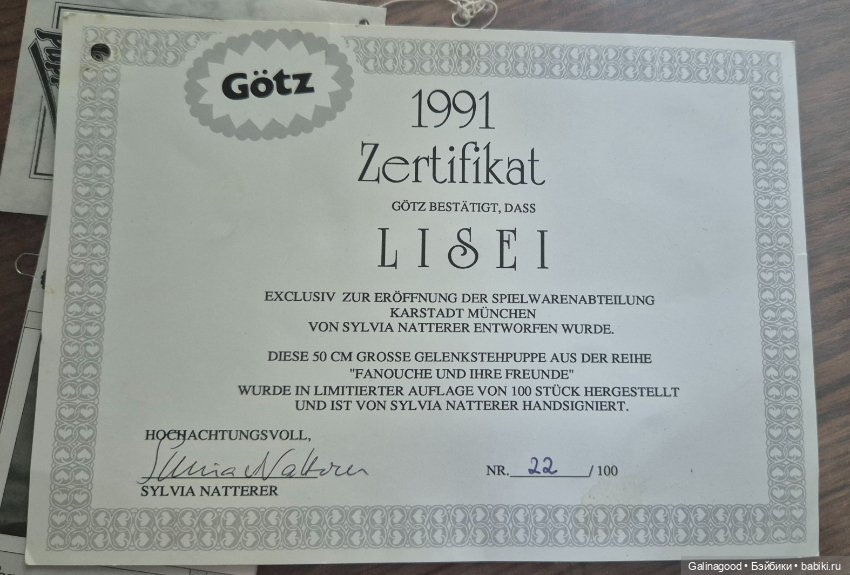 Götz
1991
Zertifikat
GÖTZ BESTÄTIGT, DASS
LISEI
EXCLUSIV ZUR ERÖFFNUNG DER SPIELWARENABTEILUNG
KARSTADT MÜNCHEN
VON SYLVIA NATTERER ENTWORFEN WURDE.
DIESE 50 CM GROSSE GELENKSTEHPUPPE AUS DER REIHE
"FANOUCHE UND IHRE FREUNDE"
WURDE IN LIMITIERTER AUFLAGE VON 100 STÜCK HERGESTELLT
UND IST VON SYLVIA NATTERER HANDSIGNIERT.
HOCHACHTUNGSVOLL,
Sylvia Natterer
SYLVIA NATTERER
NR. 22 / 100
Galinagood • Бэйбики • babiki.ru